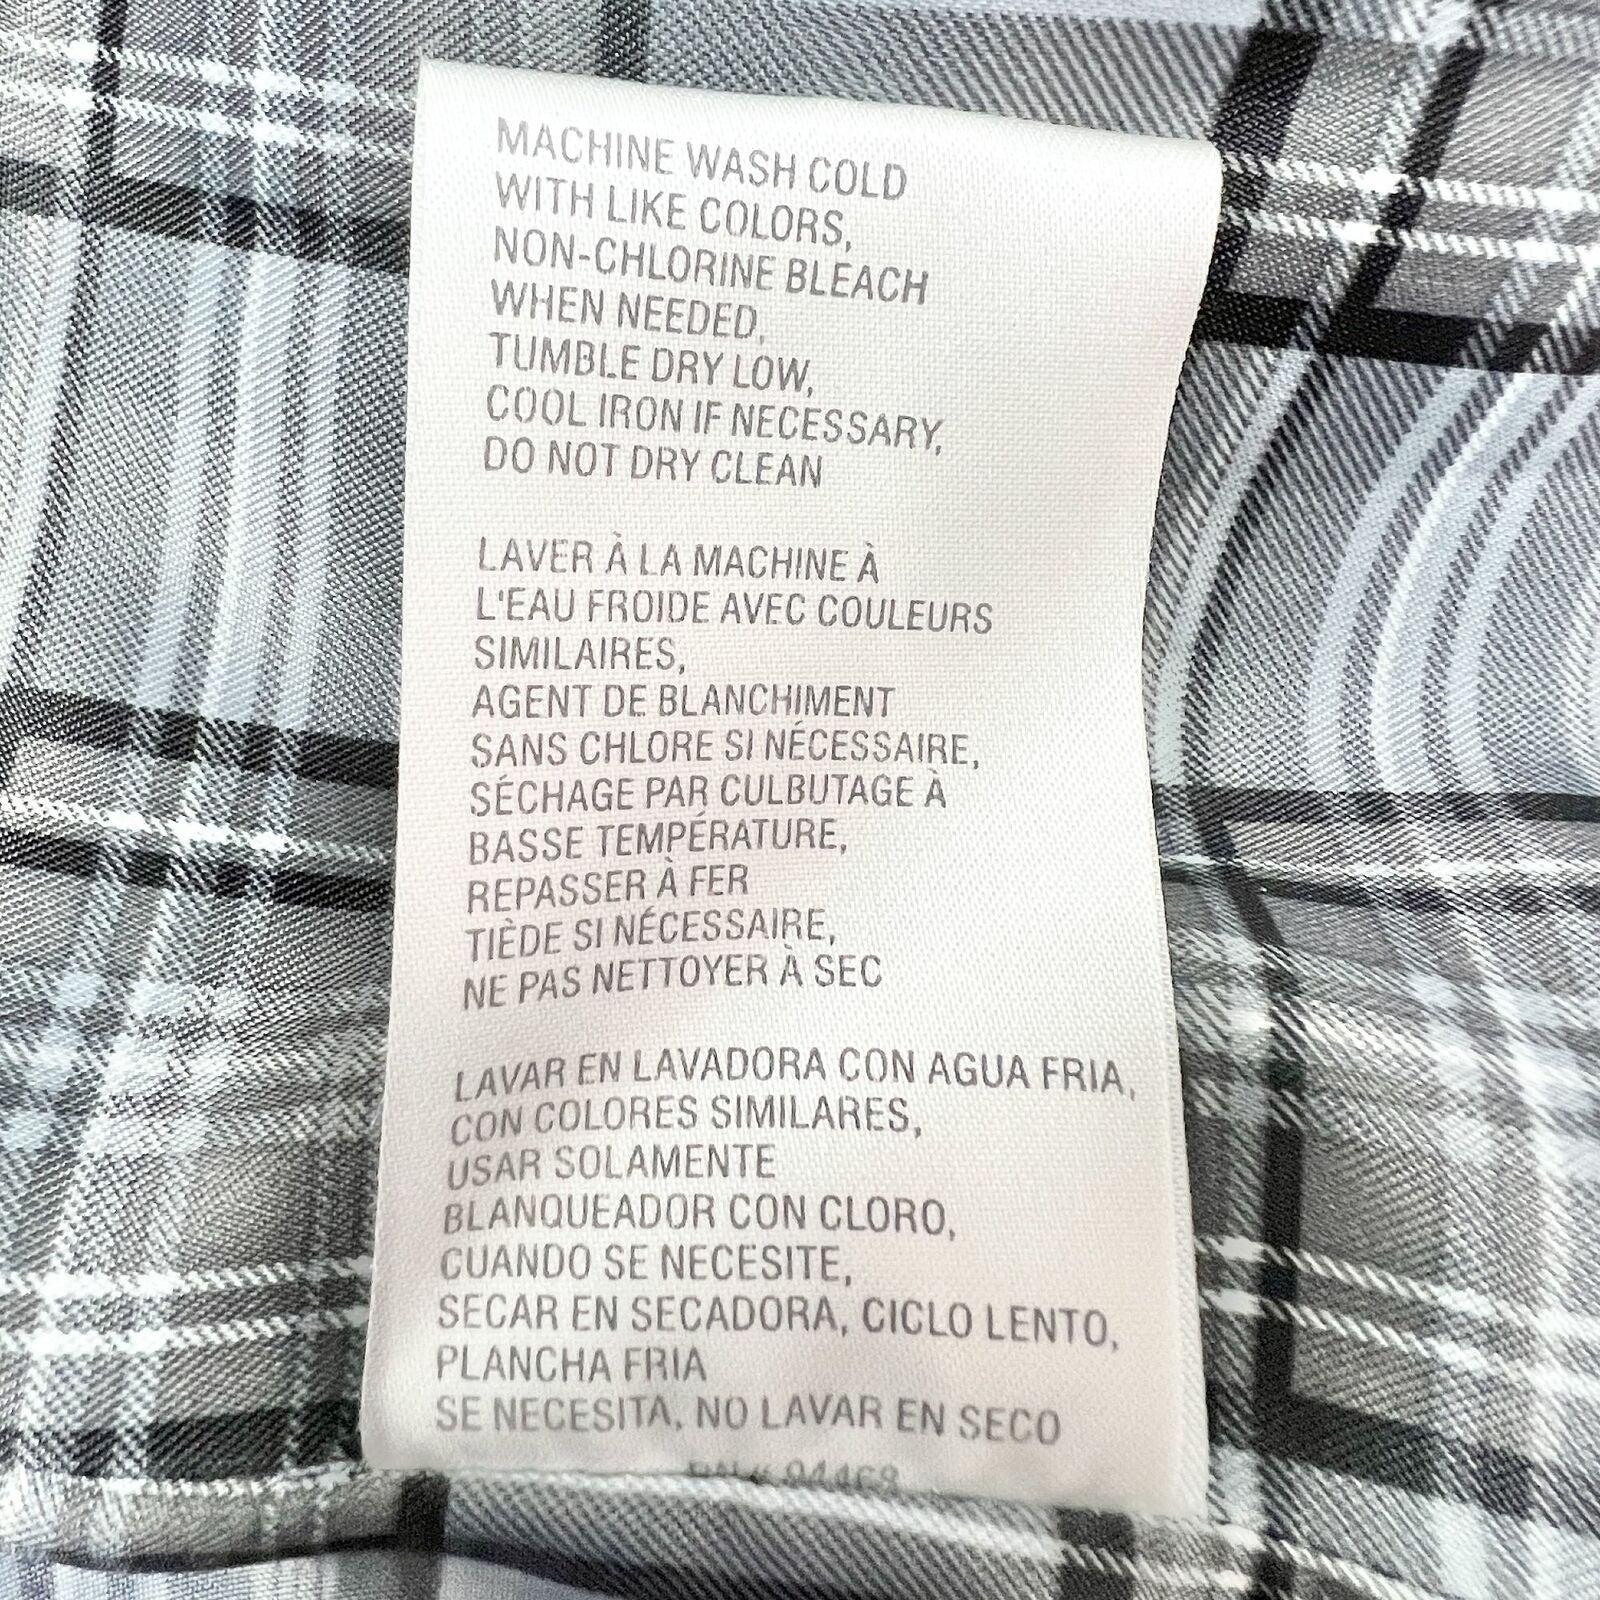 MACHINE WASH COLD
WITH LIKE COLORS,
NON-CHLORINE BLEACH
WHEN NEEDED,
TUMBLE DRY LOW,
COOL IRON IF NECESSARY,
DO NOT DRY CLEAN
LAVER À LA MACHINE À
L'EAU FROIDE AVEC COULEURS
SIMILAIRES,
AGENT DE BLANCHIMENT
SANS CHLORE SI NÉCESSAIRE,
SÉCHAGE PAR CULBUTAGE À
BASSE TEMPÉRATURE,
REPASSER À FER
TIÈDE SI NÉCESSAIRE,
NE PAS NETTOYER À SEC
LAVAR EN LAVADORA CON AGUA FRIA,
CON COLORES SIMILARES,
USAR SOLAMENTE
BLANQUEADOR CON CLORO,
CUANDO SE NECESITE,
SECAR EN SECADORA, CICLO LENTO,
PLANCHA FRIA
SE NECESITA, NO LAVAR EN SECO